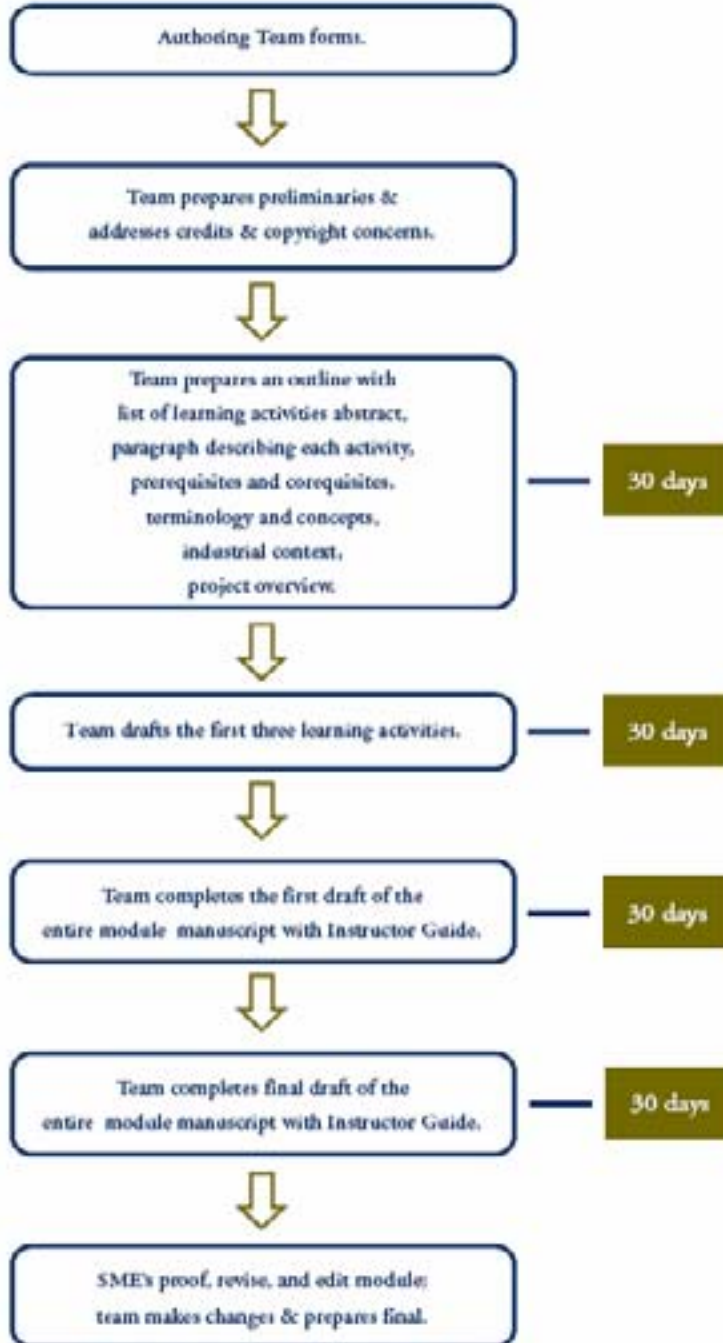 Authoring Team forms.
Team prepares preliminaries &
addresses credits & copyright concerns.
Team prepares an outline with
list of learning activities abstract,
paragraph describing each activity,
prerequisites and corequisites,
terminology and concepts,
industrial context,
project overview.
30 days
Team drafts the first three learning activities.
30 days
Team completes the first draft of the
entire module manuscript with Instructor Guide.
30 days
Team completes final draft of the
entire module manuscript with Instructor Guide.
30 days
SME's proof, revise, and edit module;
team makes changes & prepares final.